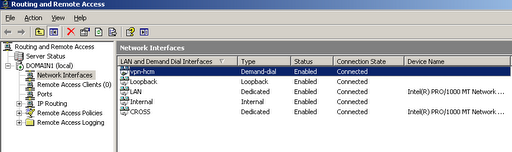 Routing and Remote Access
File Action View Help
Routing and Remote Access
Server Status
DOMAIN1 (local)
Network Interfaces
Remote Access Clients (0)
Ports
IP Routing
Remote Access Policies
Remote Access Logging
Network Interfaces
LAN and Demand Dial Interfaces Type Status Connection State Device Name
vpn-hcm Demand-dial Enabled Connected
Loopback Loopback Enabled Connected
LAN Dedicated Enabled Connected Intel(R) PRO/1000 MT Network ...
Internal Internal Enabled Connected
CROSS Dedicated Enabled Connected Intel(R) PRO/1000 MT Network ...